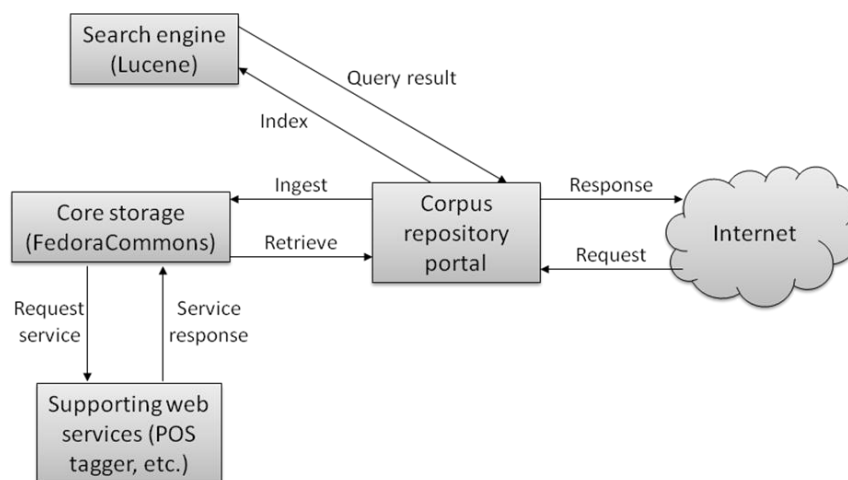 Search engine
(Lucene)
Query result
Index
Ingest
Response
Core storage
(FedoraCommons)
Corpus
repository
portal
Internet
Retrieve
Request
Request
service
Service
response
Supporting web
services (POS
tagger, etc.)